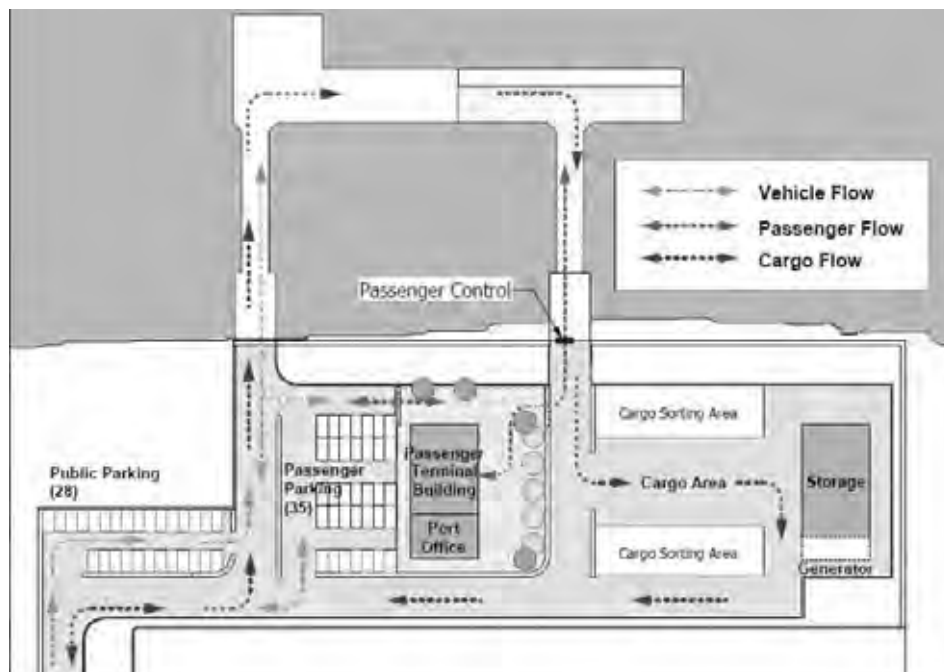 Vehicle Flow
Passenger Flow
Cargo Flow
Passenger Control
Cargo Sorting Area
Public Parking
(28)
Passenger
Parking
(35)
Passenger
Terminal
Building
Port
Office
Cargo Area
Storage
Cargo Sorting Area
Generator